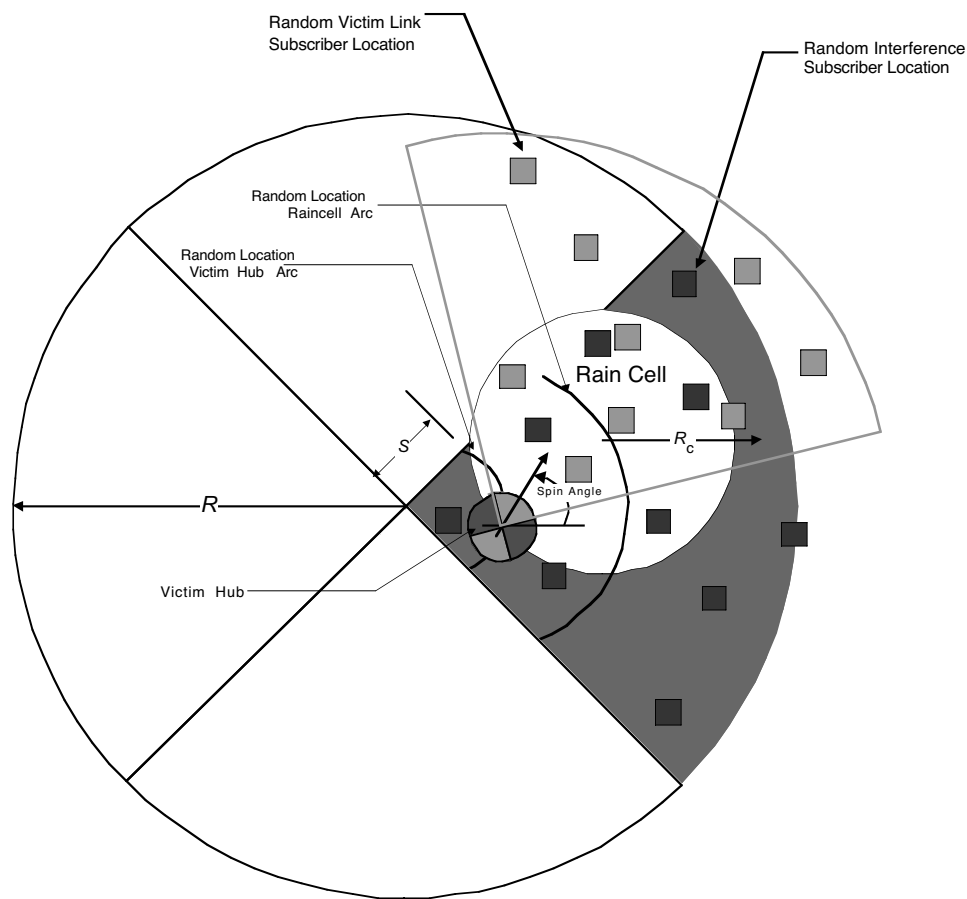 Random Victim Link
Subscriber Location
Random Interference
Subscriber Location
Random Location
Raincell Arc
Random Location
Victim Hub Arc
Rain Cell
S
Rc
Spin Angle
R
Victim Hub